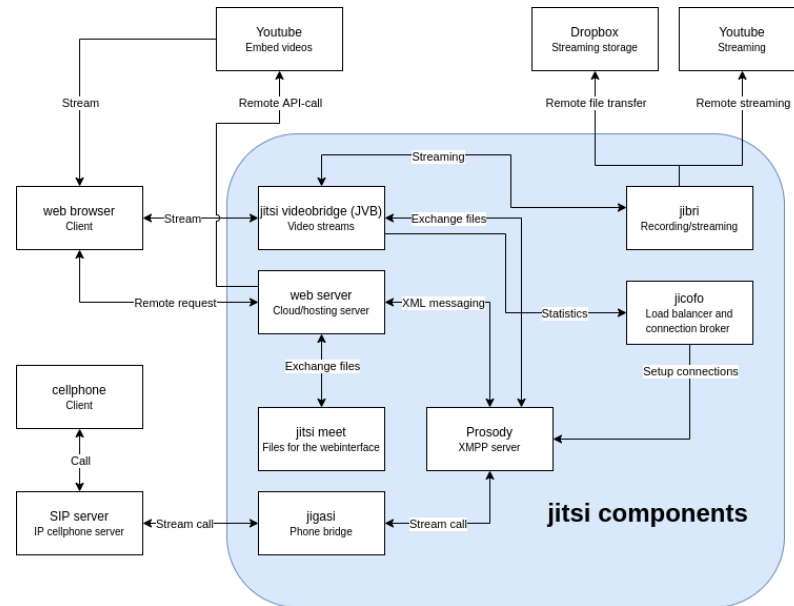 Youtube
Embed videos
Dropbox
Streaming storage
Youtube
Streaming
Stream
Remote API-call
Remote file transfer
Remote streaming
Streaming
web browser
Client
Stream
jitsi videobridge (JVB)
Video streams
Exchange files
jibri
Recording/streaming
Remote request
web server
Cloud/hosting server
XML messaging
Statistics
jicofo
Load balancer and
connection broker
Exchange files
Setup connections
cellphone
Client
jitsi meet
Files for the webinterface
Prosody
XMPP server
Call
SIP server
IP cellphone server
Stream call
jigasi
Phone bridge
Stream call
jitsi components